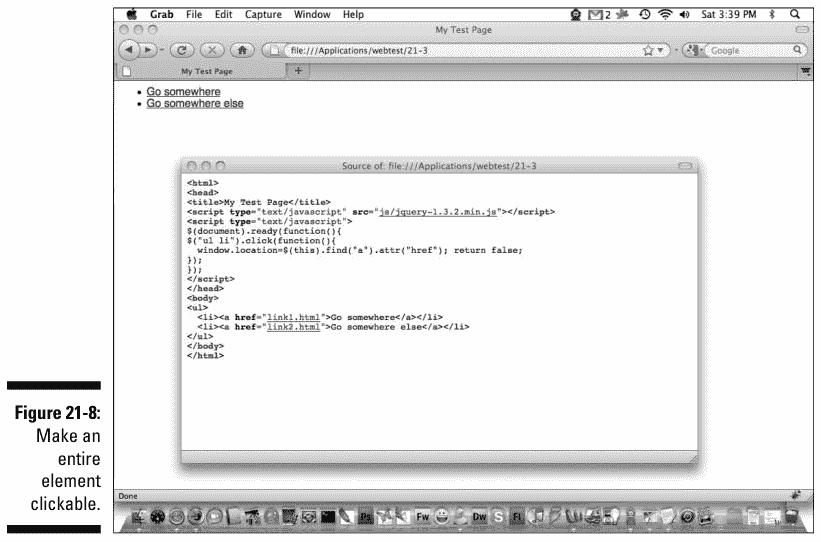 Grab File Edit Capture Window Help 2 Sat 3:39 PM
My Test Page
file:///Applications/webtest/21-3 Google
My Test Page +
• Go somewhere
• Go somewhere else
Source of: file:///Applications/webtest/21-3
<html>
<head>
<title>My Test Page</title>
<script type="text/javascript" src="js/jquery-1.3.2.min.js"></script>
<script type="text/javascript">
$(document).ready(function(){
$("ul li").click(function(){
window.location=$(this).find("a").attr("href"); return false;
});
});
</script>
</head>
<body>
<ul>
<li><a href="link1.html">Go somewhere</a></li>
<li><a href="link2.html">Go somewhere else</a></li>
</ul>
</body>
</html>
Figure 21-8:
Make an
entire
element
clickable.
Done
Ps Fw Dw S Fl